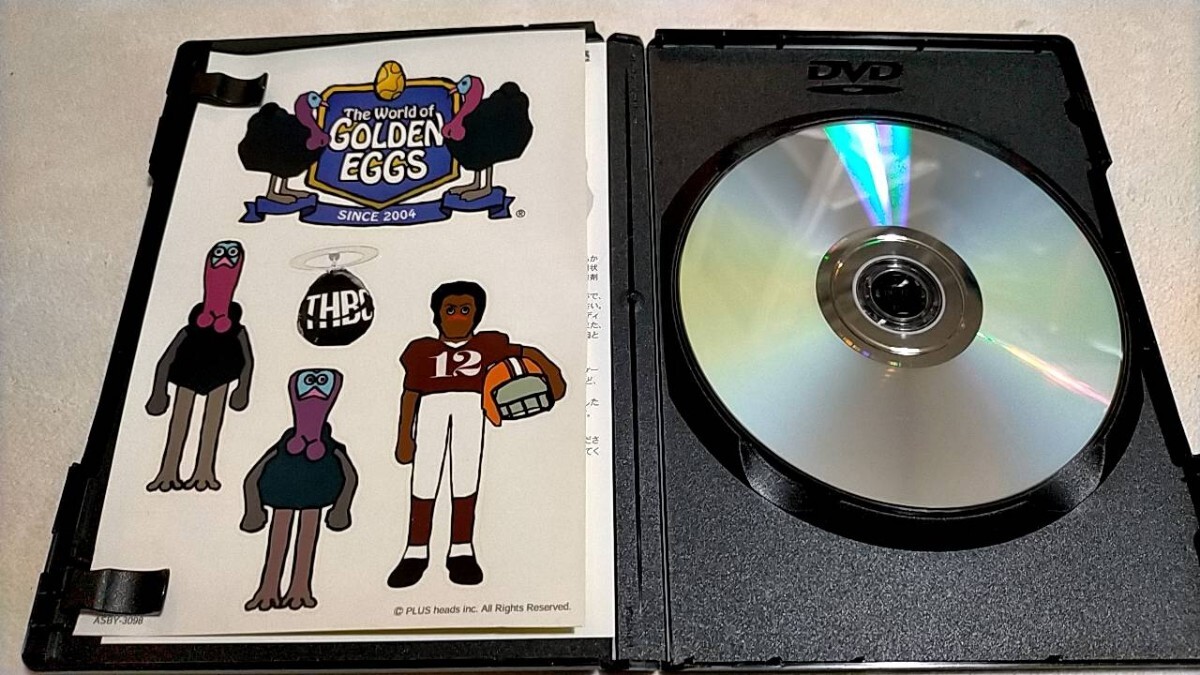 The World of
GOLDEN
EGGS
SINCE 2004
®
THBC
12
© PLUS heads inc. All Rights Reserved.
ASBY-3098
DVD